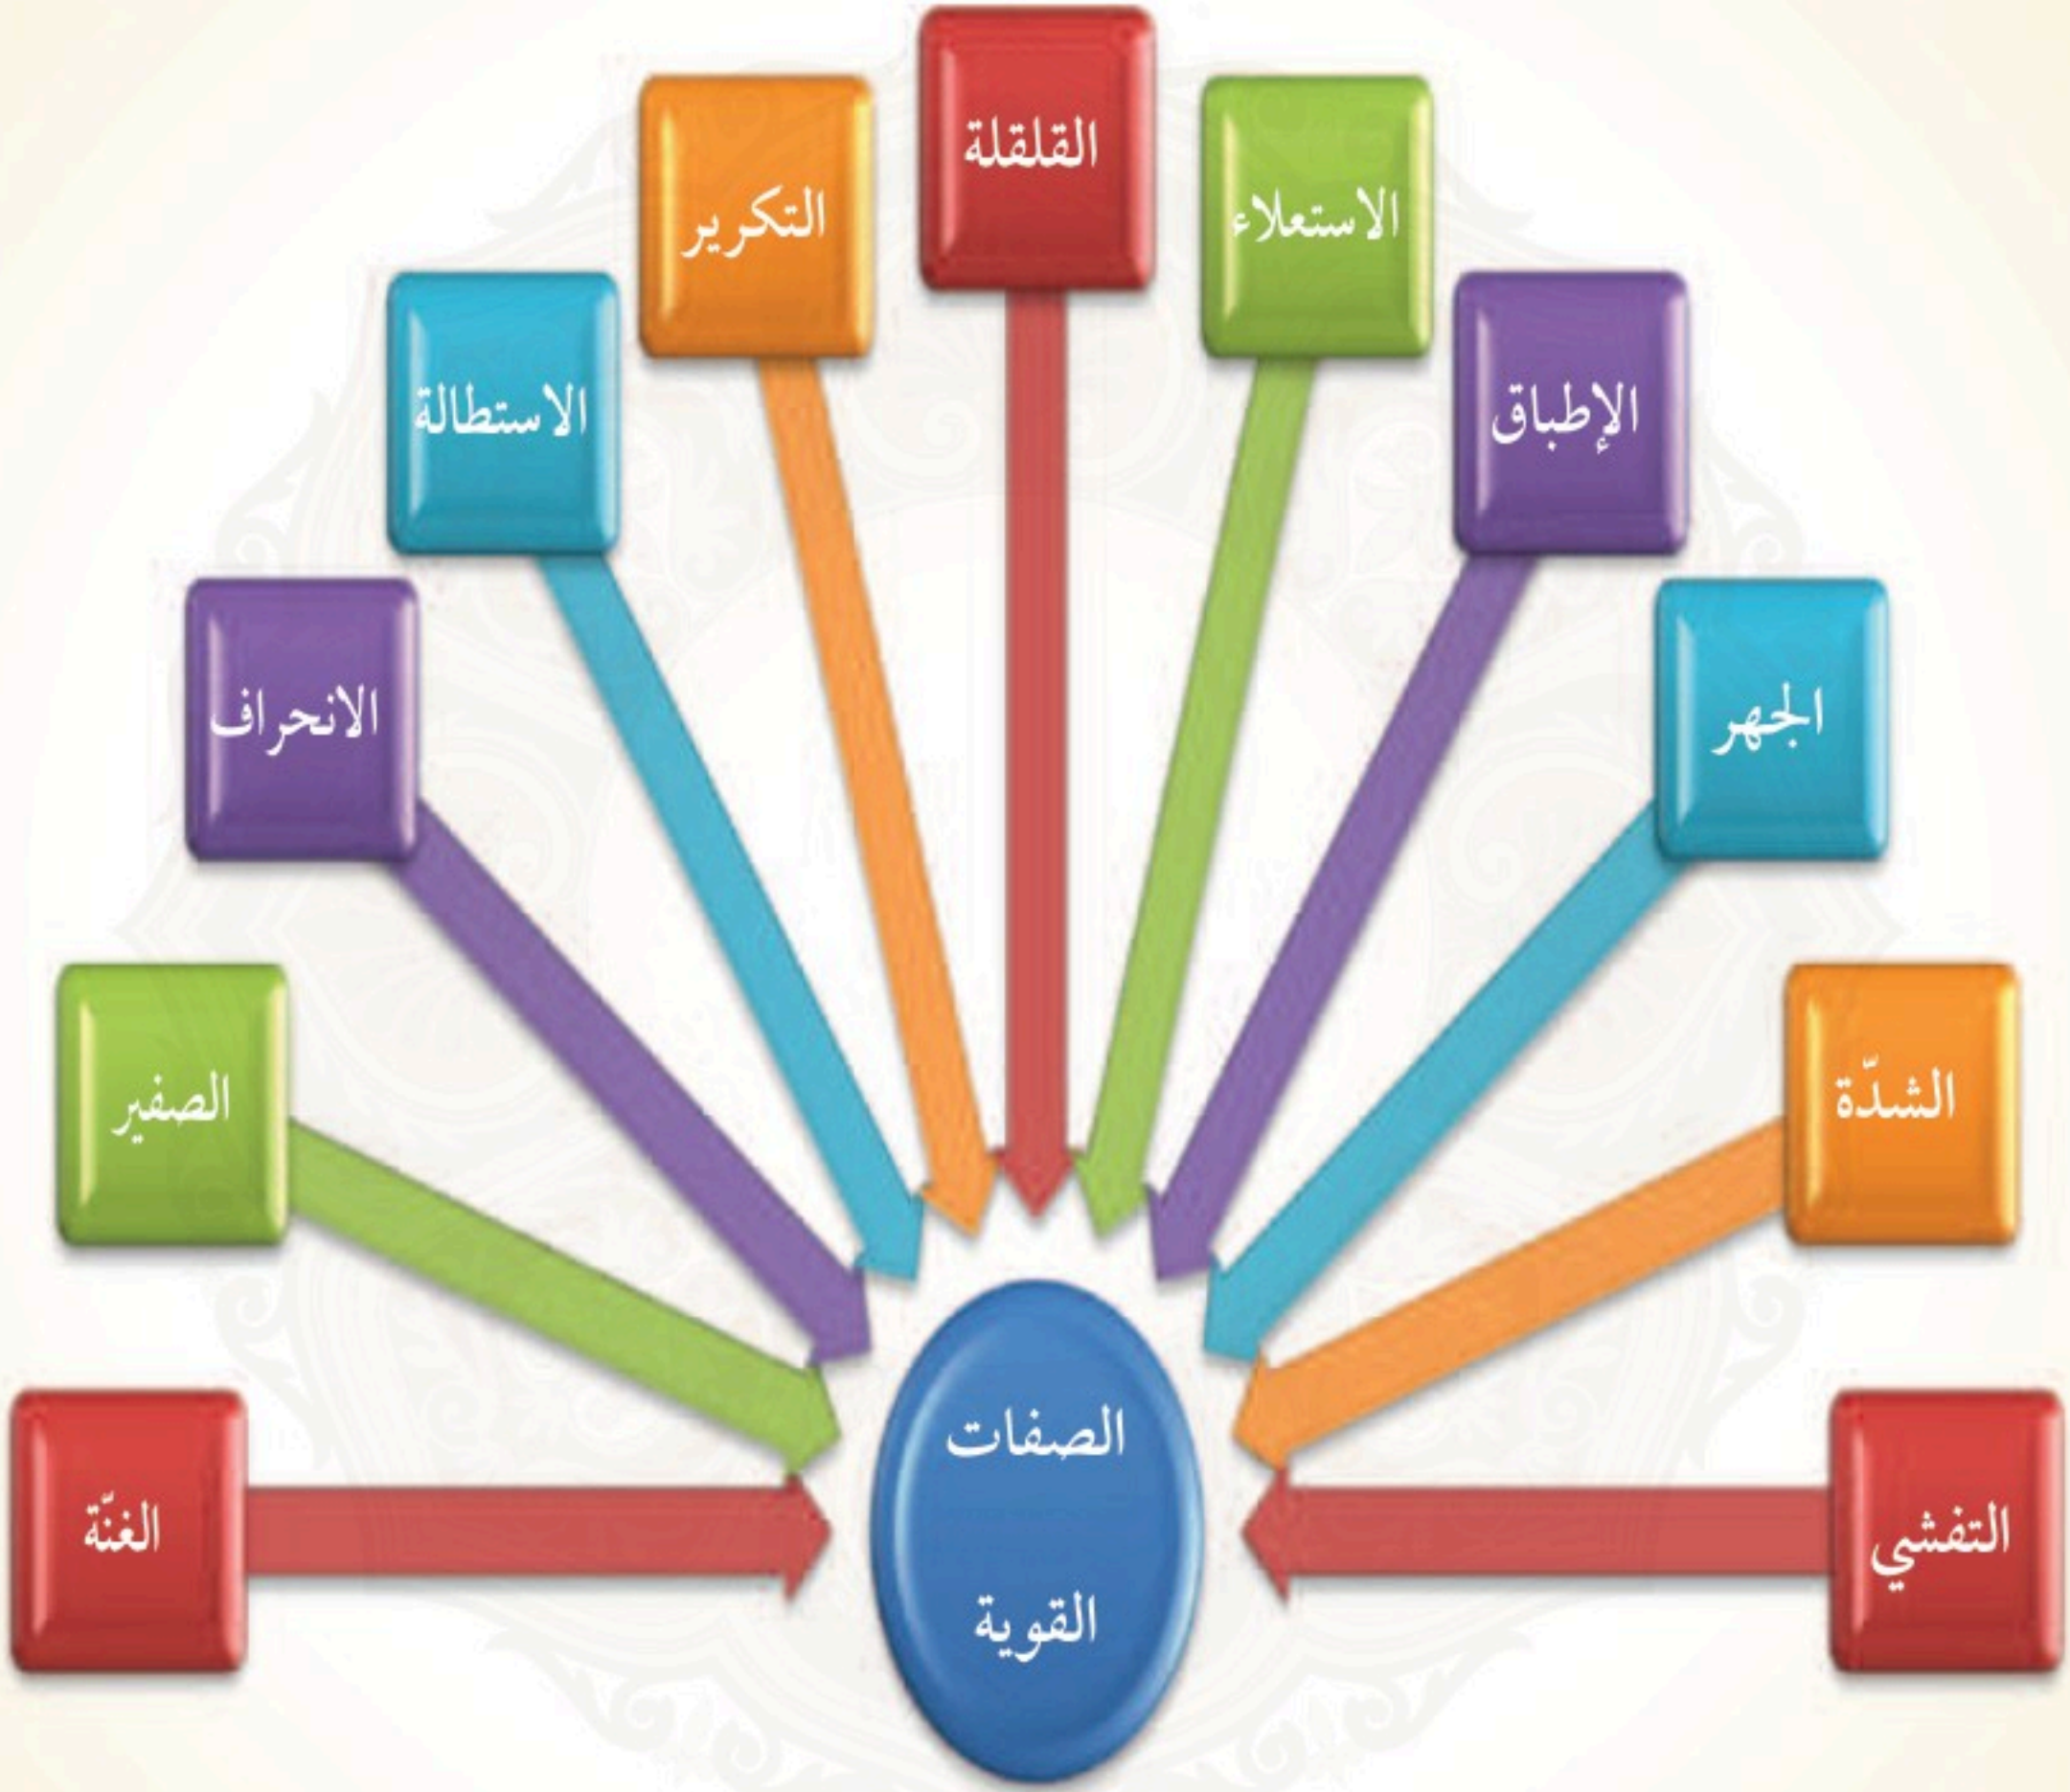 القلقلة
الاستعلاء
التكرير
الإطباق
الاستطالة
الجهر
الانحراف
الشدّة
الصفير
التفشي
الغنّة
الصفات
القوية